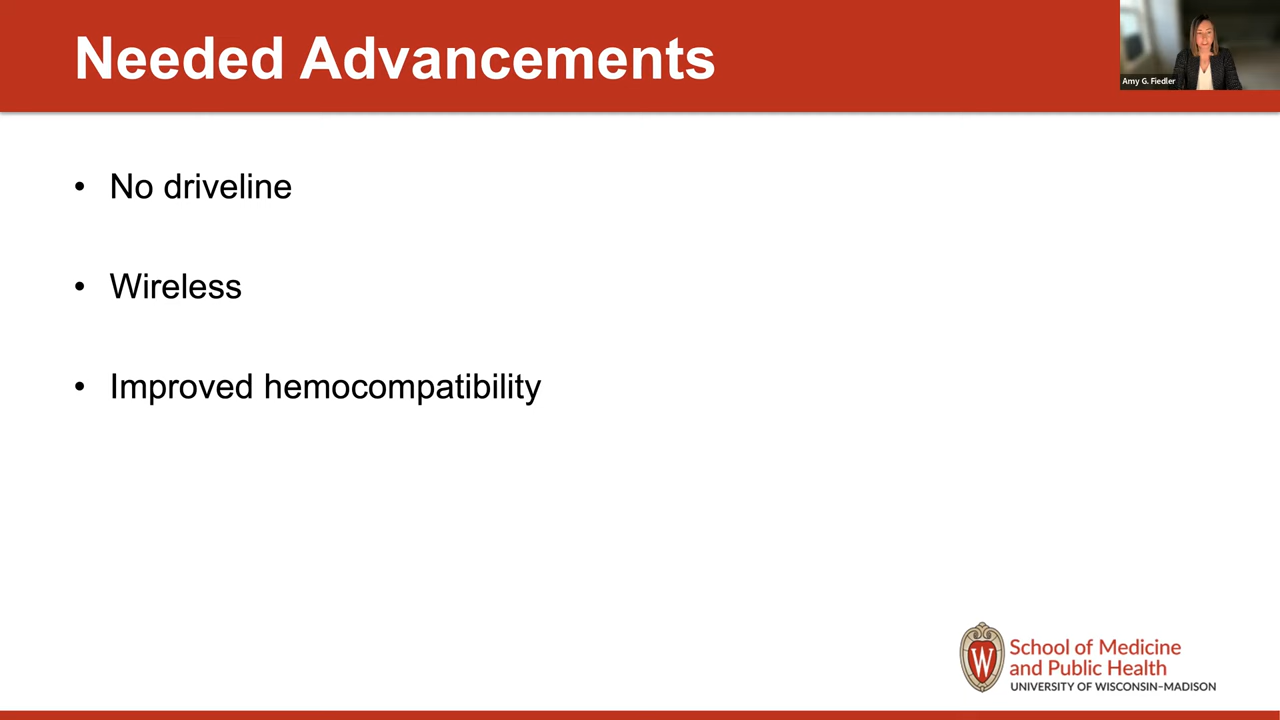 Needed Advancements
Amy G. Fiedler
• No driveline
• Wireless
• Improved hemocompatibility
W
School of Medicine
and Public Health
UNIVERSITY OF WISCONSIN–MADISON